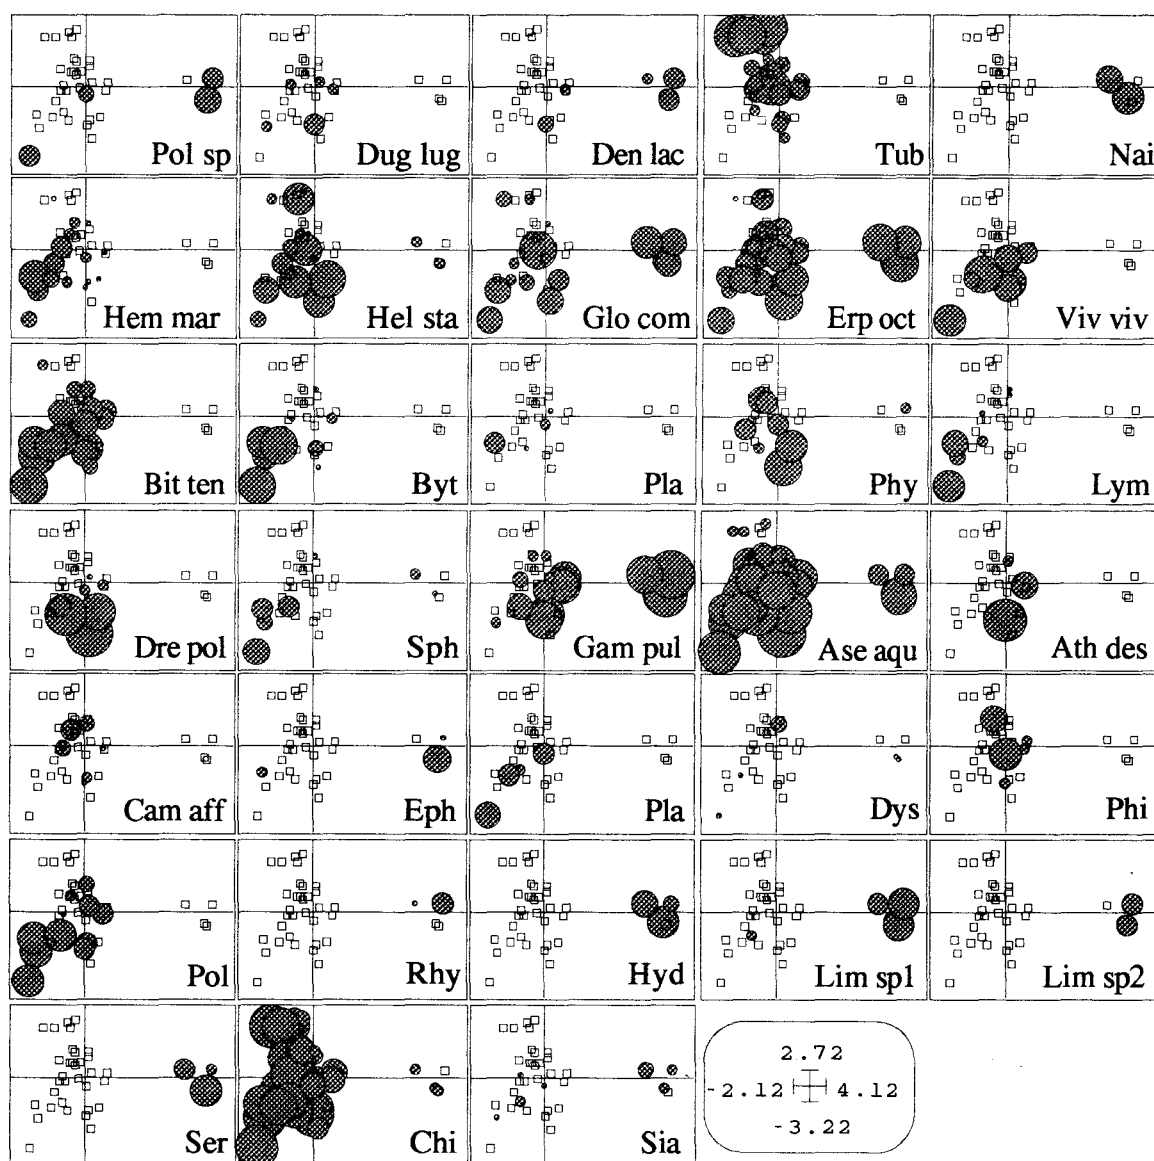 Pol sp
Dug lug
Den lac
Tub
Nai
Hem mar
Hel sta
Glo com
Erp oct
Viv viv
Bit ten
Byt
Pla
Phy
Lym
Dre pol
Sph
Gam pul
Ase aqu
Ath des
Cam aff
Eph
Pla
Dys
Phi
Pol
Rhy
Hyd
Lim sp1
Lim sp2
Ser
Chi
Sia
2.72
-2.12 4.12
-3.22